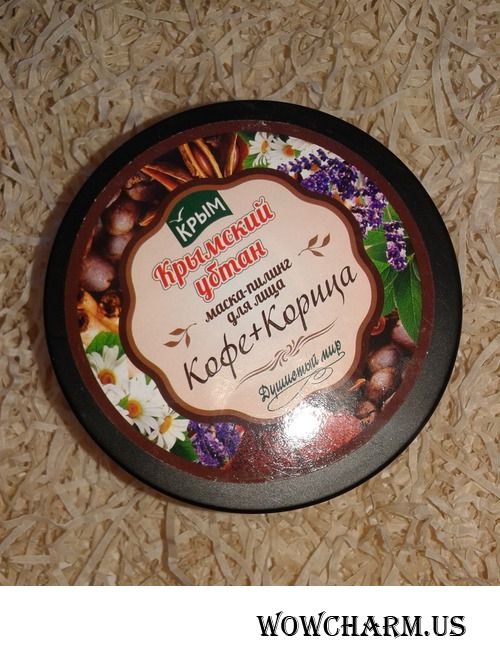 КРЫМ
Крымский
убтан
маска-пилинг
для лица
Кофе+Корица
Душистый мир
WOWCHARM.US